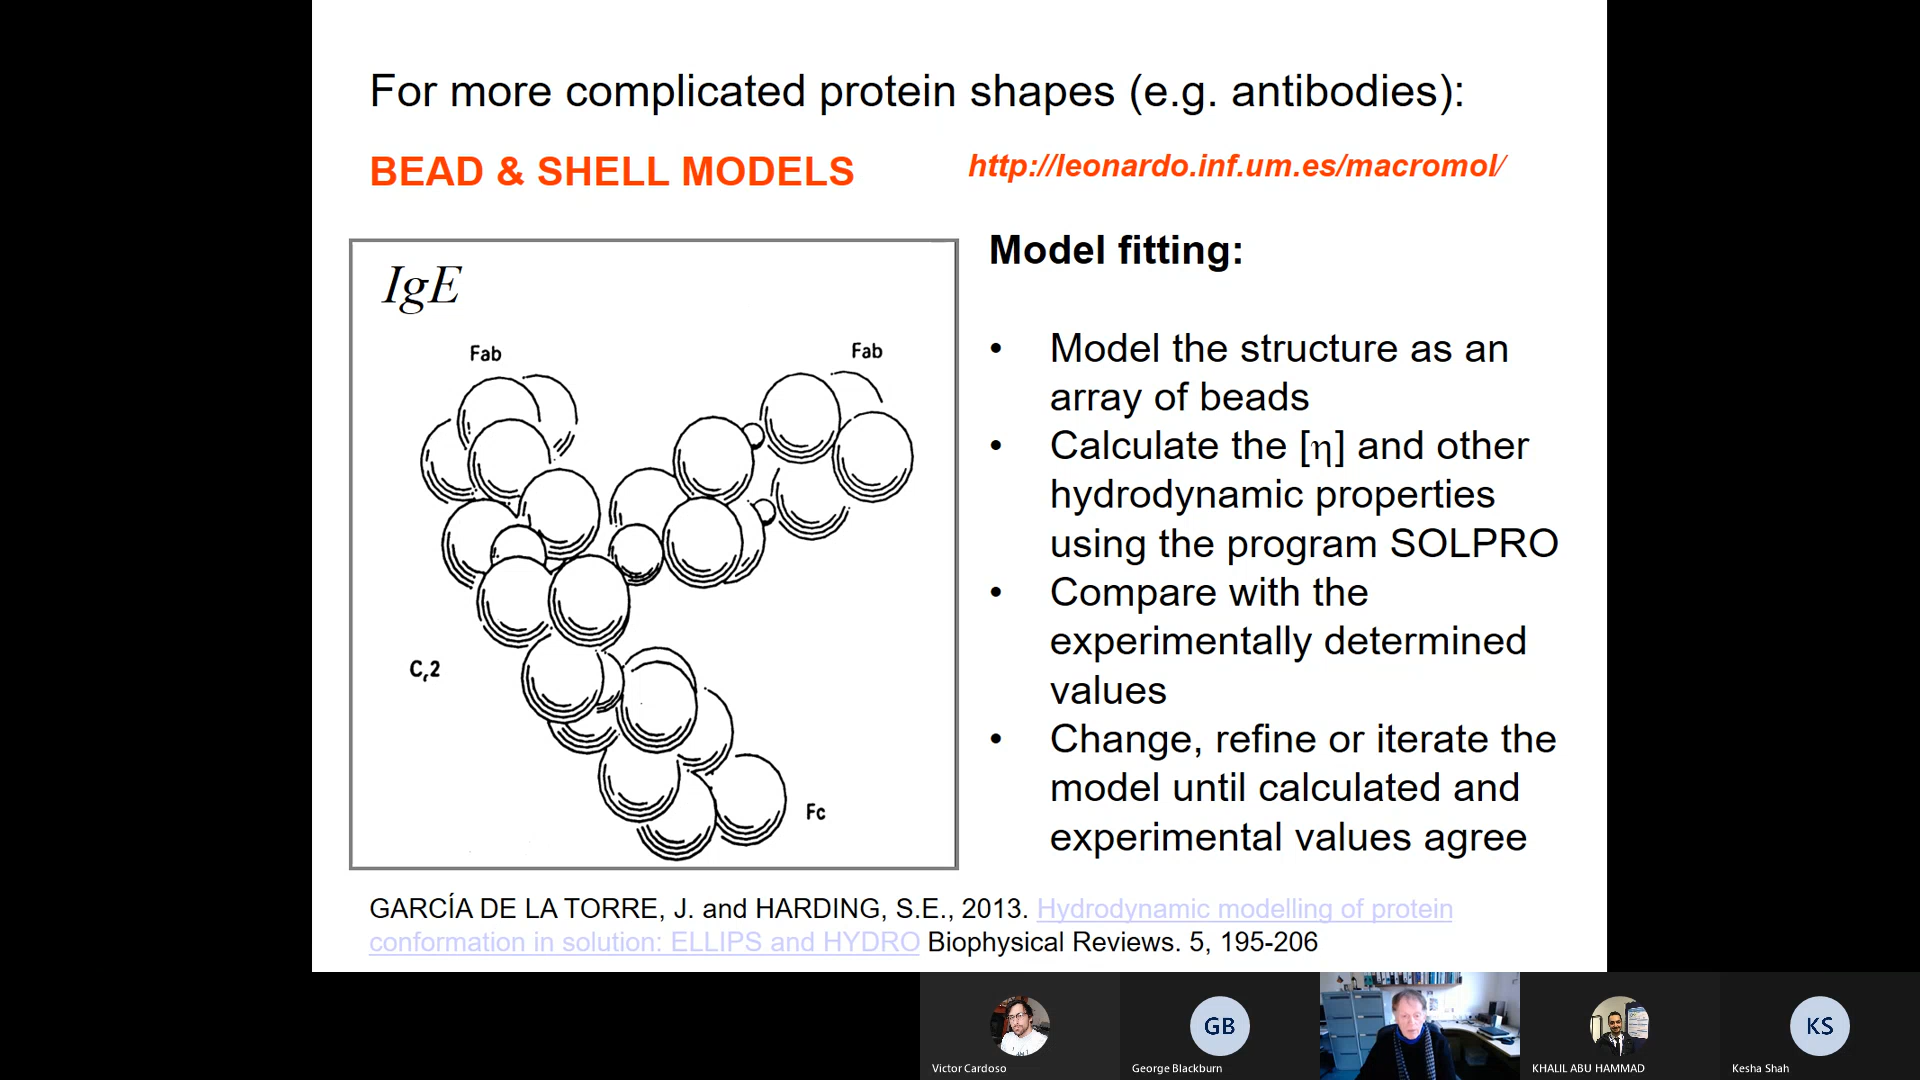 For more complicated protein shapes (e.g. antibodies):
BEAD & SHELL MODELS
http://leonardo.inf.um.es/macromol/
IgE
Fab
Fab
Cε2
Fc
Model fitting:
• Model the structure as an
array of beads
• Calculate the [η] and other
hydrodynamic properties
using the program SOLPRO
• Compare with the
experimentally determined
values
• Change, refine or iterate the
model until calculated and
experimental values agree
GARCÍA DE LA TORRE, J. and HARDING, S.E., 2013. Hydrodynamic modelling of protein
conformation in solution: ELLIPS and HYDRO Biophysical Reviews. 5, 195-206
Victor Cardoso
GB
George Blackburn
KHALIL ABU HAMMAD
KS
Kesha Shah